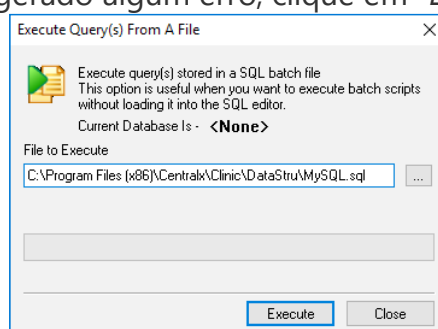 gerado algum erro, clique em
Execute Query(s) From A File
Execute query(s) stored in a SQL batch file
This option is useful when you want to execute batch scripts
without loading it into the SQL editor.
Current Database Is - <None>
File to Execute
C:\Program Files (x86)\Centralx\Clinic\DataStru\MySQL.sql
...
Execute
Close